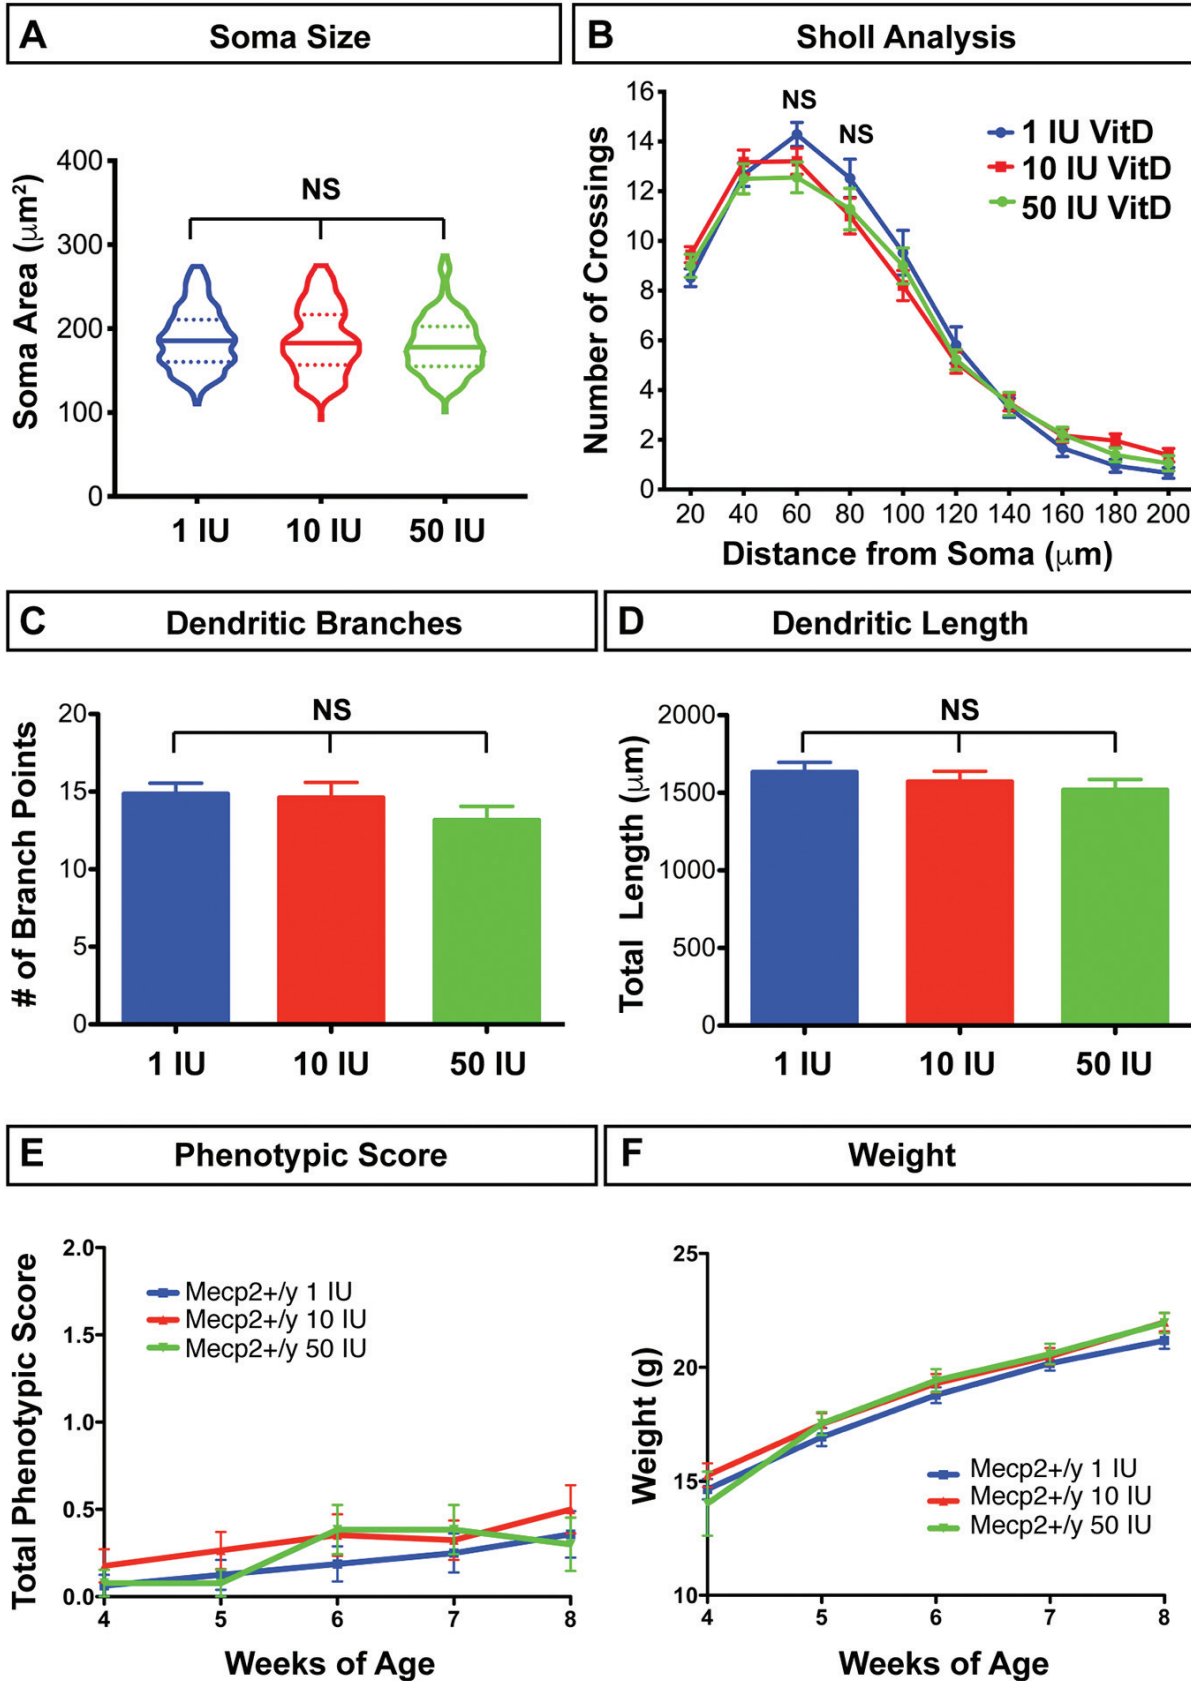 A Soma Size
Soma Area (μm²)
400
300
200
100
0
NS
1 IU 10 IU 50 IU
B Sholl Analysis
Number of Crossings
16
14
12
10
8
6
4
2
0
NS
NS
1 IU VitD
10 IU VitD
50 IU VitD
20 40 60 80 100 120 140 160 180 200
Distance from Soma (μm)
C Dendritic Branches
# of Branch Points
20
15
10
5
0
NS
1 IU 10 IU 50 IU
D Dendritic Length
Total Length (μm)
2000
1500
1000
500
0
NS
1 IU 10 IU 50 IU
E Phenotypic Score
Total Phenotypic Score
2.0
1.5
1.0
0.5
0.0
Mecp2+/y 1 IU
Mecp2+/y 10 IU
Mecp2+/y 50 IU
4 5 6 7 8
Weeks of Age
F Weight
Weight (g)
25
20
15
10
Mecp2+/y 1 IU
Mecp2+/y 10 IU
Mecp2+/y 50 IU
4 5 6 7 8
Weeks of Age